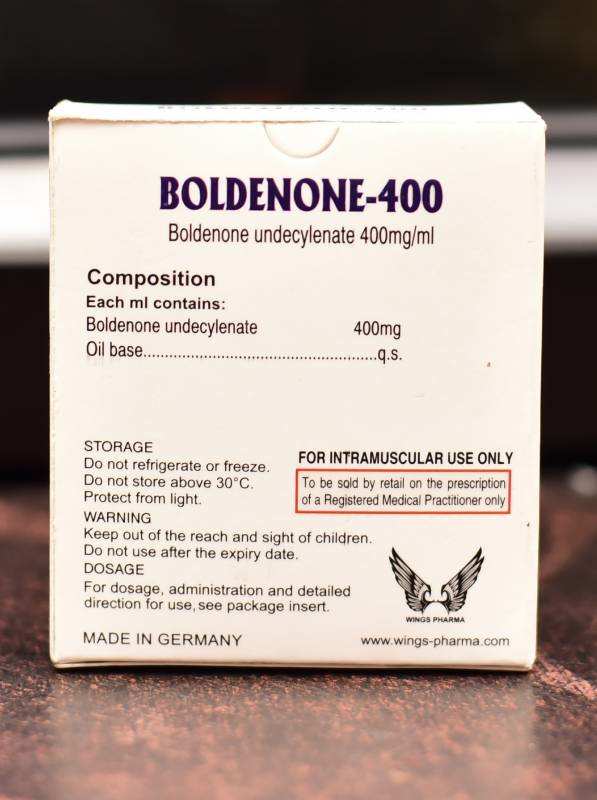 BOLDENONE-400
Boldenone undecylenate 400mg/ml
Composition
Each ml contains:
Boldenone undecylenate 400mg
Oil base......................................................q.s.
STORAGE
Do not refrigerate or freeze.
Do not store above 30°C.
Protect from light.
WARNING
Keep out of the reach and sight of children.
Do not use after the expiry date.
DOSAGE
For dosage, administration and detailed
direction for use, see package insert.
MADE IN GERMANY
FOR INTRAMUSCULAR USE ONLY
To be sold by retail on the prescription
of a Registered Medical Practitioner only
WINGS PHARMA
www.wings-pharma.com